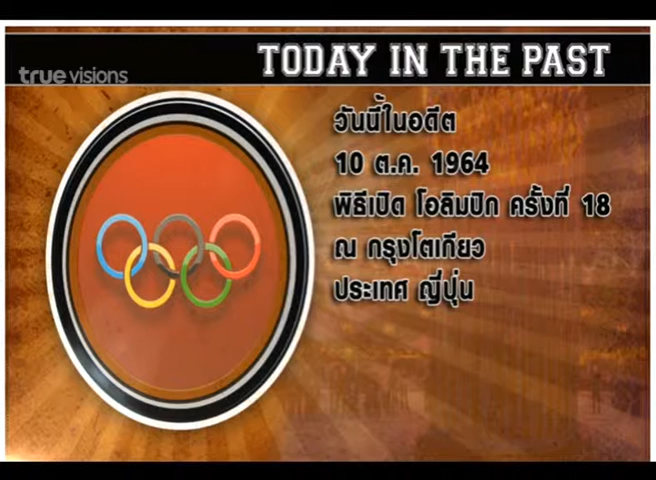 true visions
TODAY IN THE PAST
วันนี้ในอดีต
10 ต.ค. 1964
พิธีเปิด โอลิมปิก ครั้งที่ 18
ณ กรุงโตเกียว
ประเทศ ญี่ปุ่น